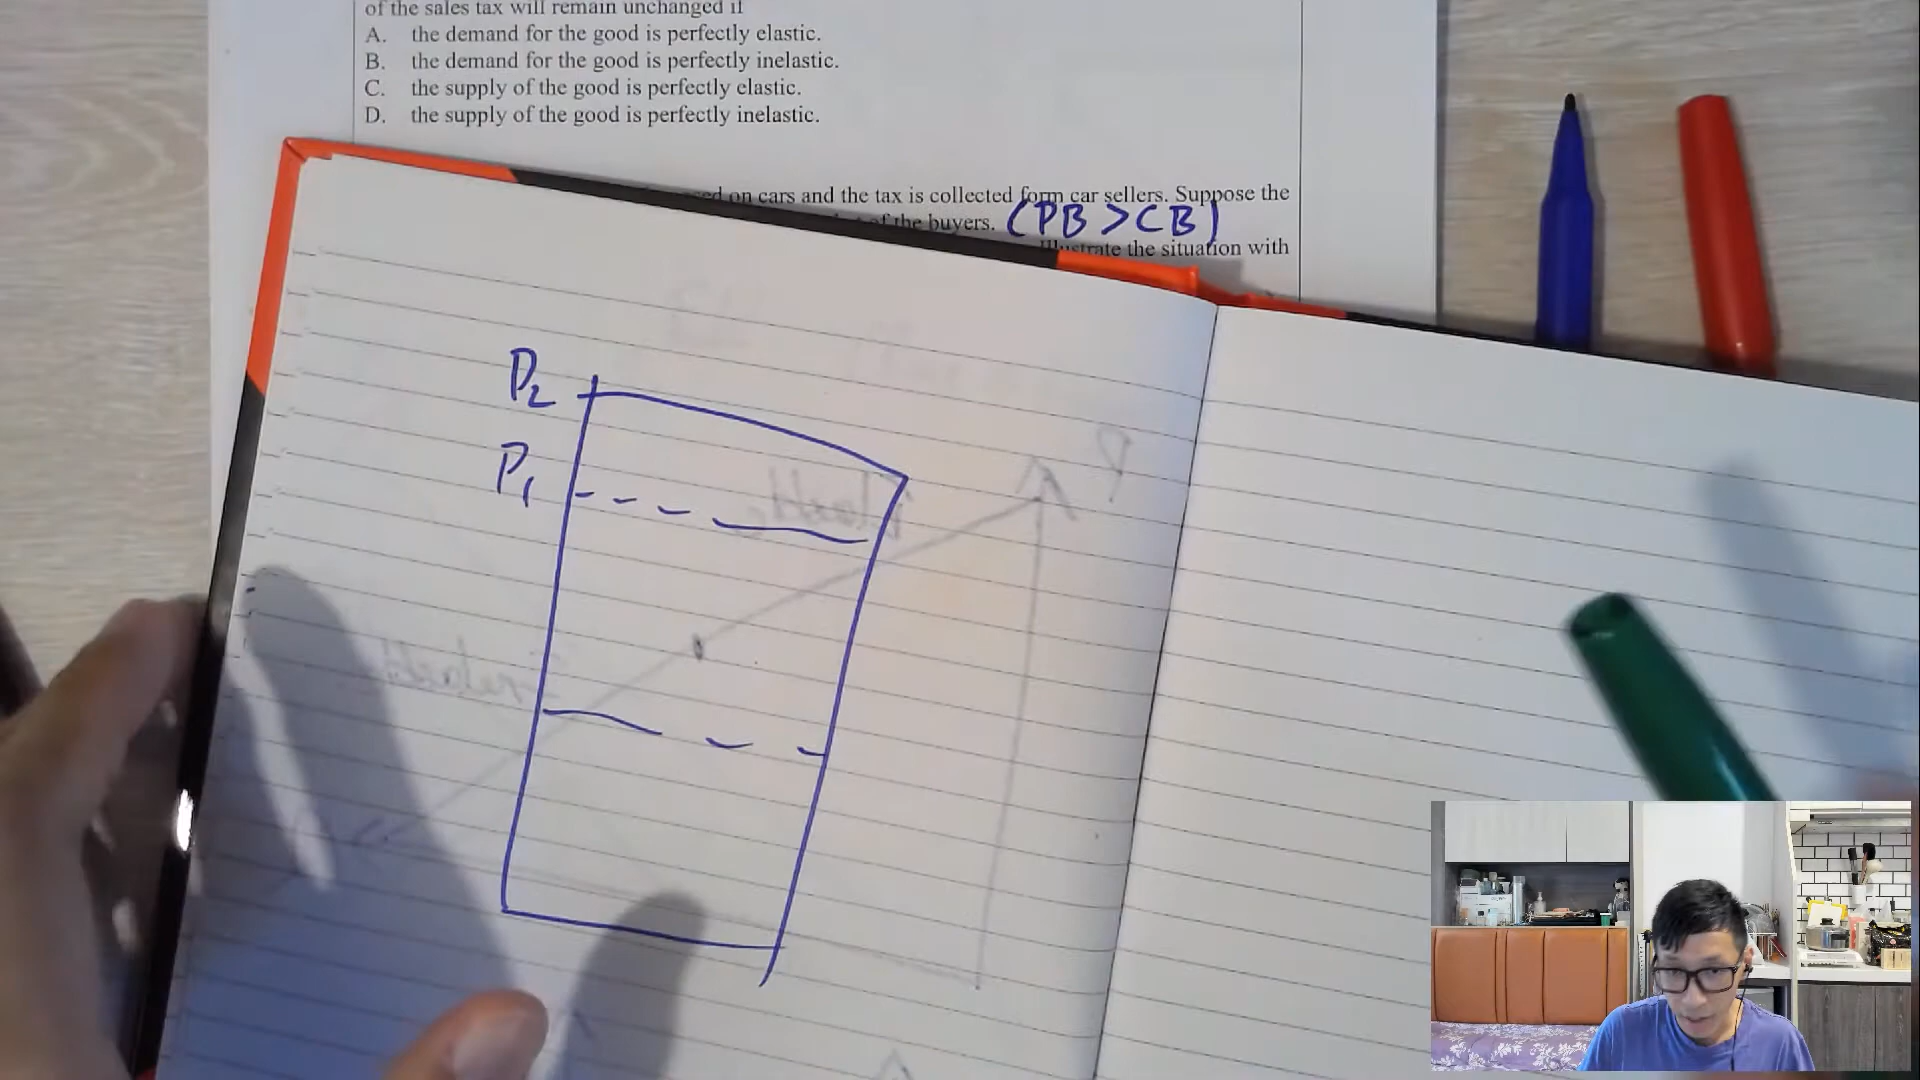 of the sales tax will remain unchanged if
A. the demand for the good is perfectly elastic.
B. the demand for the good is perfectly inelastic.
C. the supply of the good is perfectly elastic.
D. the supply of the good is perfectly inelastic.
on cars and the tax is collected form car sellers. Suppose the
of the buyers. (PB > CB)
Illustrate the situation with
P2
P1